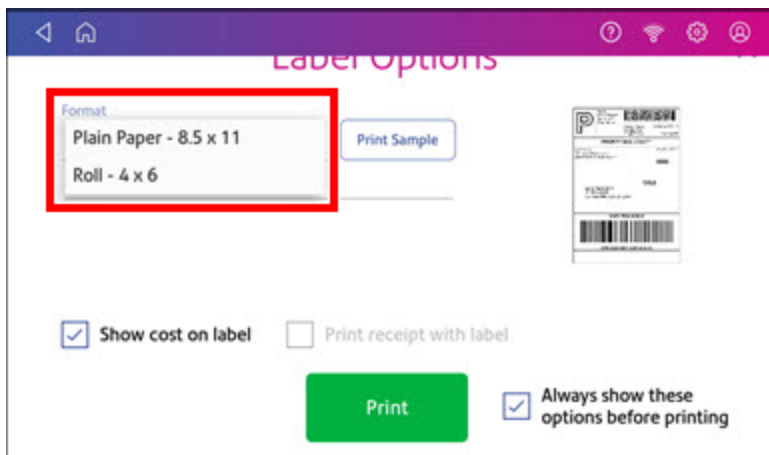 Label Options
Format
Plain Paper - 8.5 x 11
Roll - 4 x 6
Print Sample
P
Show cost on label
Print receipt with label
Print
Always show these
options before printing